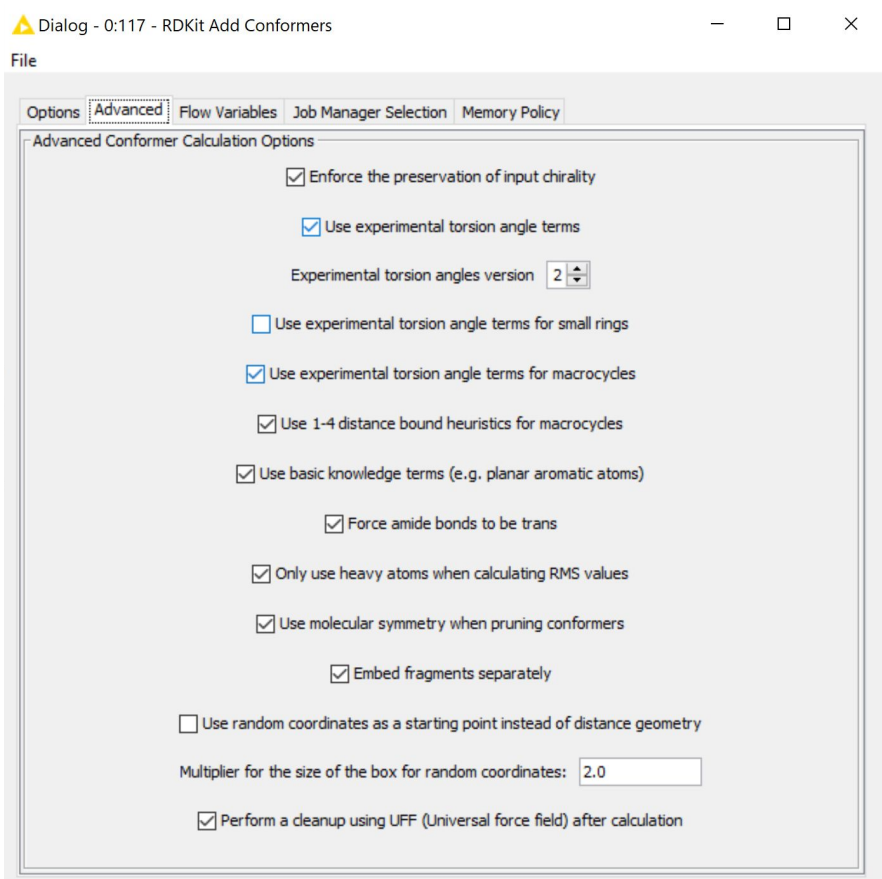 Dialog - 0:117 - RDKit Add Conformers
File
Options Advanced Flow Variables Job Manager Selection Memory Policy
Advanced Conformer Calculation Options
Enforce the preservation of input chirality
Use experimental torsion angle terms
Experimental torsion angles version 2
Use experimental torsion angle terms for small rings
Use experimental torsion angle terms for macrocycles
Use 1-4 distance bound heuristics for macrocycles
Use basic knowledge terms (e.g. planar aromatic atoms)
Force amide bonds to be trans
Only use heavy atoms when calculating RMS values
Use molecular symmetry when pruning conformers
Embed fragments separately
Use random coordinates as a starting point instead of distance geometry
Multiplier for the size of the box for random coordinates: 2.0
Perform a cleanup using UFF (Universal force field) after calculation